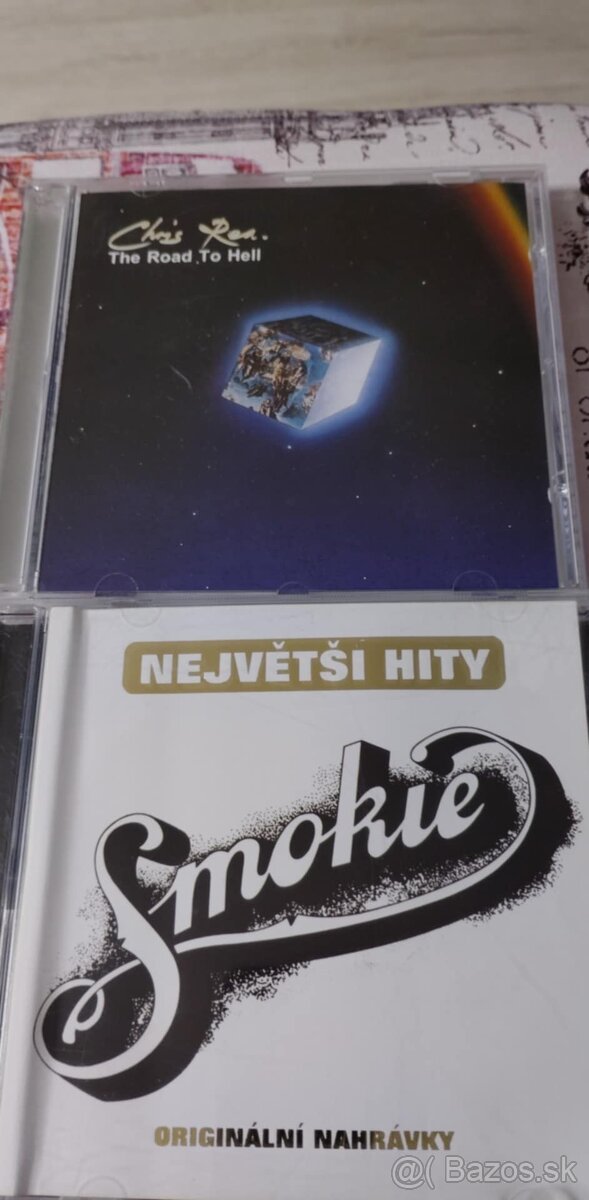 Chris Rea.
The Road To Hell
NEJVĚTŠI HITY
Smokie
ORIGINÁLNÍ NAHRÁVKY
@( Bazos.sk